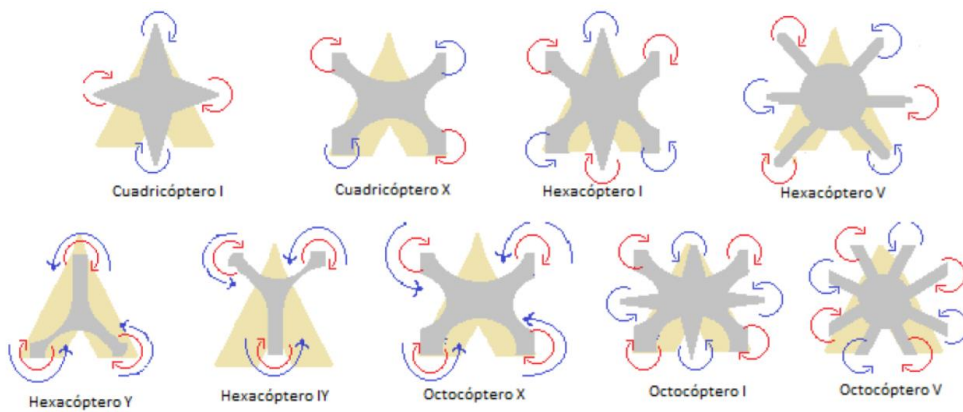 Cuadricóptero I
Cuadricóptero X
Hexacóptero I
Hexacóptero V
Hexacóptero Y
Hexacóptero IY
Octocóptero X
Octocóptero I
Octocóptero V